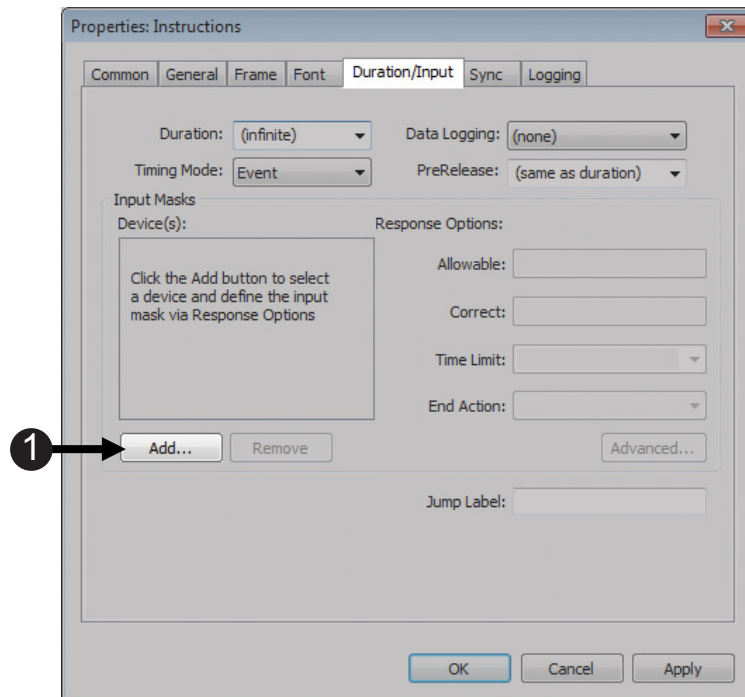 Properties: Instructions
Common General Frame Font Duration/Input Sync Logging
Duration: (infinite) Data Logging: (none)
Timing Mode: Event PreRelease: (same as duration)
Input Masks
Device(s): Response Options:
Click the Add button to select
a device and define the input
mask via Response Options
Allowable:
Correct:
Time Limit:
End Action:
1 Add... Remove Advanced...
Jump Label:
OK Cancel Apply